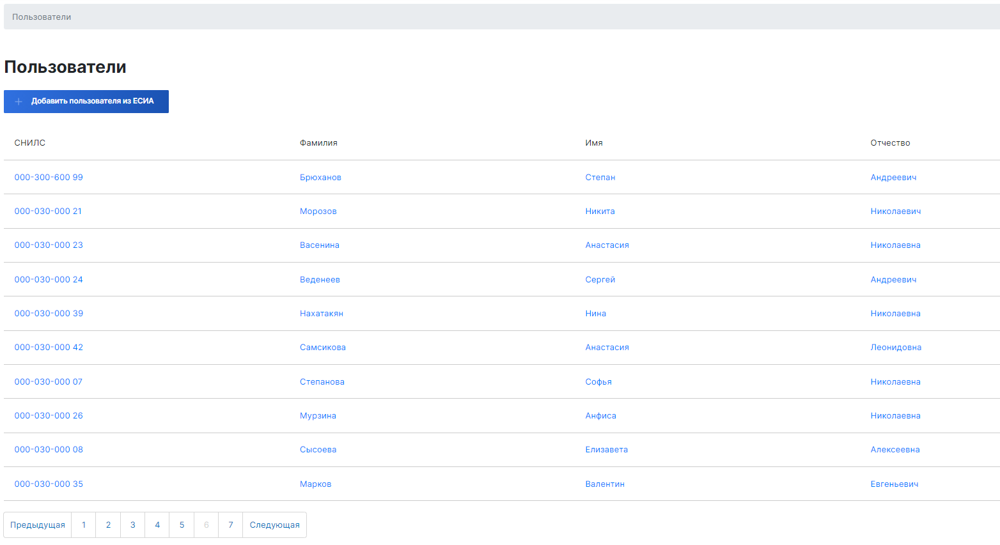 Пользователи
Пользователи
Добавить пользователя из ЕСИА
СНИЛС Фамилия Имя Отчество
000-300-600 99 Брюханов Степан Андреевич
000-030-000 21 Морозов Никита Николаевич
000-030-000 23 Васенина Анастасия Николаевна
000-030-000 24 Веденеев Сергей Андреевич
000-030-000 39 Нахатакян Нина Николаевна
000-030-000 42 Самсикова Анастасия Леонидовна
000-030-000 07 Степанова Софья Николаевна
000-030-000 26 Мурзина Анфиса Николаевна
000-030-000 08 Сысоева Елизавета Алексеевна
000-030-000 35 Марков Валентин Евгеньевич
Предыдущая 1 2 3 4 5 6 7 Следующая